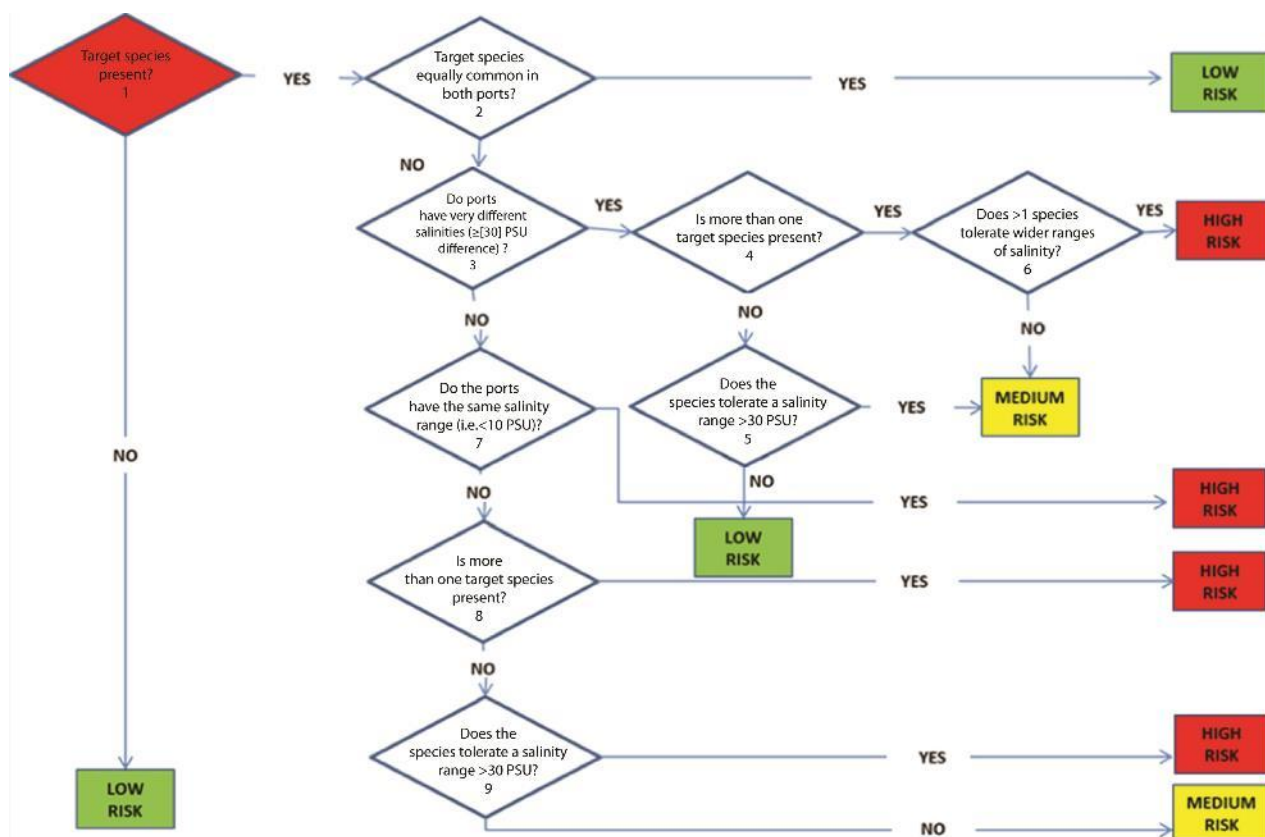 Target species
present?
1
YES
Target species
equally common in
both ports?
2
YES
LOW
RISK
NO
Do ports
have very different
salinities (≥[30] PSU
difference) ?
3
YES
Is more than one
target species present?
4
YES
Does >1 species
tolerate wider ranges
of salinity?
6
YES
HIGH
RISK
NO
NO
NO
Do the ports
have the same salinity
range (i.e.<10 PSU)?
7
Does the
species tolerate a salinity
range >30 PSU?
5
YES
MEDIUM
RISK
NO
NO
NO
YES
HIGH
RISK
LOW
RISK
Is more
than one target species
present?
8
YES
HIGH
RISK
NO
Does the
species tolerate a salinity
range >30 PSU?
9
YES
HIGH
RISK
LOW
RISK
NO
MEDIUM
RISK